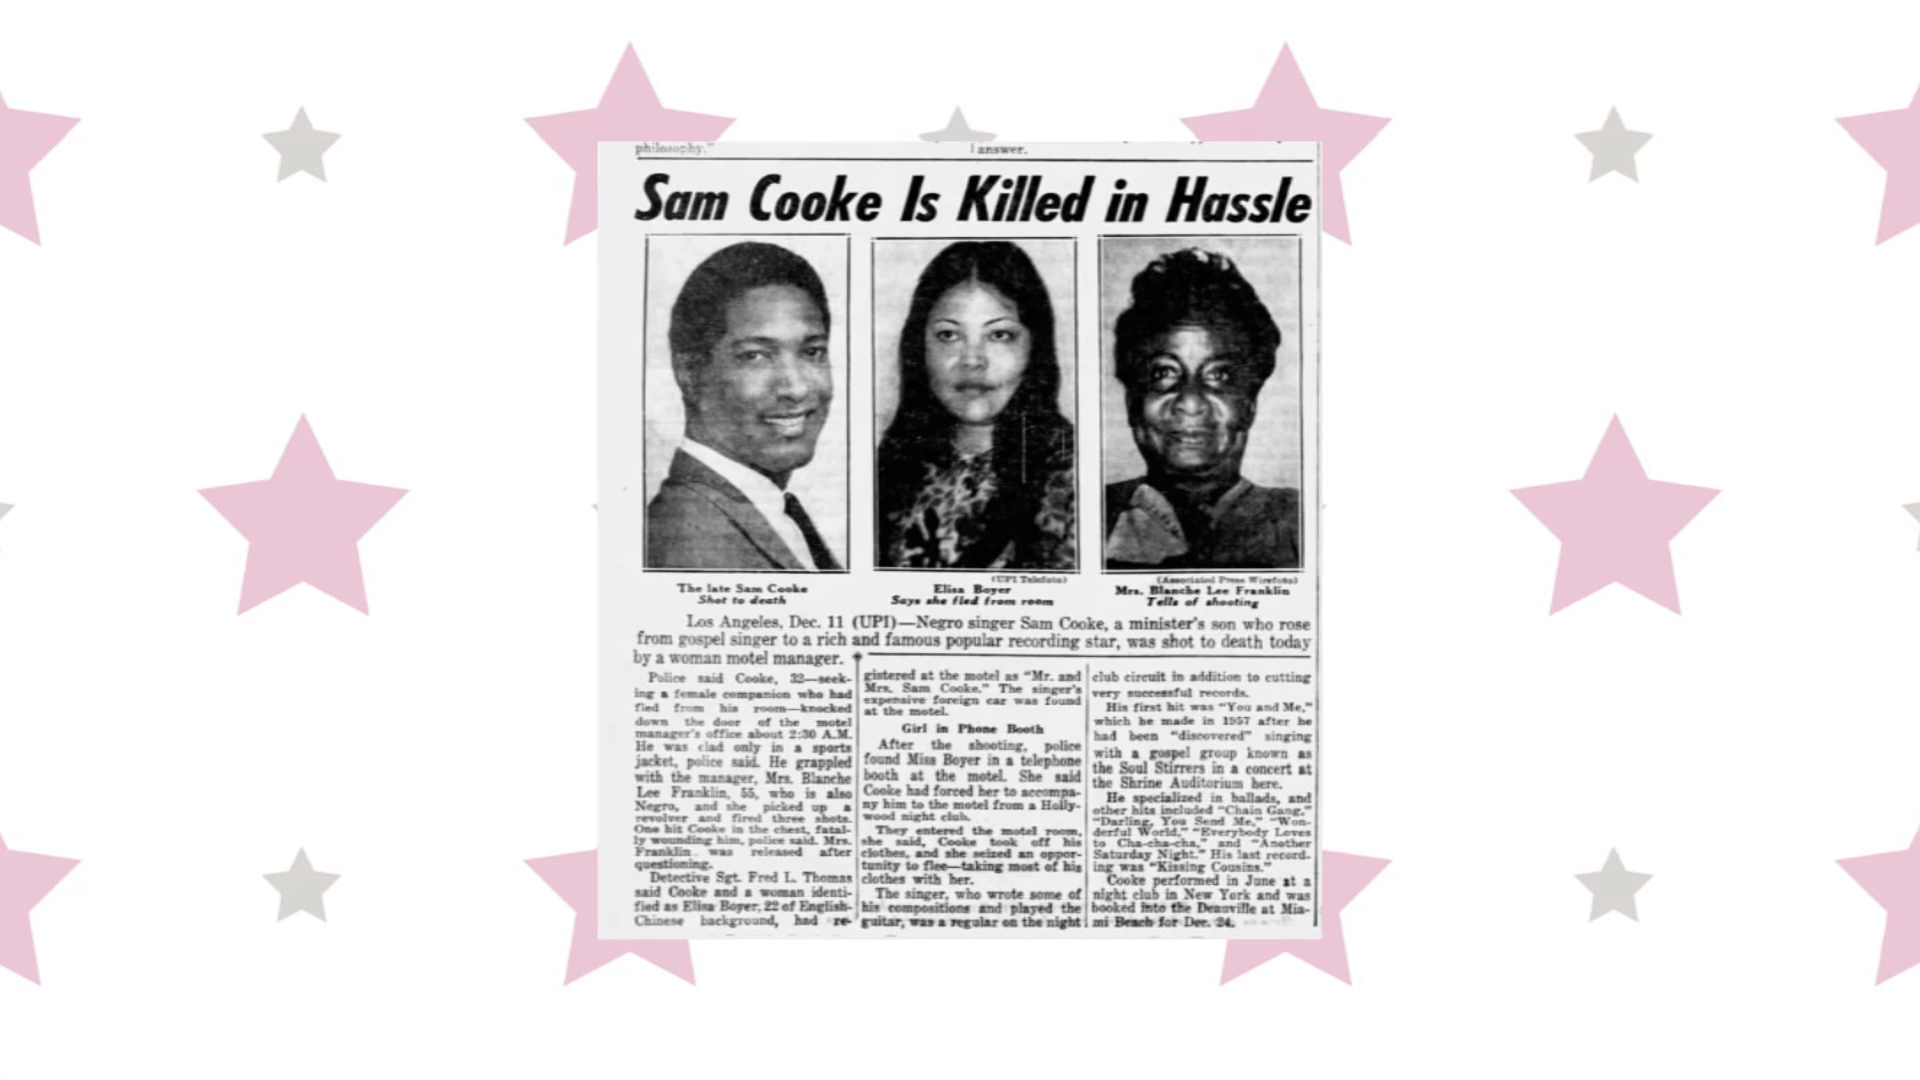 philosophy."
answer.
Sam Cooke Is Killed in Hassle
The late Sam Cooke
Shot to death
(UPI Telefoto)
Elisa Boyer
Says she fled from room
(Associated Press Wirefoto)
Mrs. Blanche Lee Franklin
Tells of shooting
Los Angeles, Dec. 11 (UPI)—Negro singer Sam Cooke, a minister's son who rose
from gospel singer to a rich and famous popular recording star, was shot to death today
by a woman motel manager.
Police said Cooke, 32—seek-
ing a female companion who had
fled from his room—knocked
down the door of the motel
manager's office about 2:30 A.M.
He was clad only in a sports
jacket, police said. He grappled
with the manager, Mrs. Blanche
Lee Franklin, 55, who is also
Negro, and she picked up a
revolver and fired three shots.
One hit Cooke in the chest, fatal-
ly wounding him, police said. Mrs.
Franklin was released after
questioning.
Detective Sgt. Fred L. Thomas
said Cooke and a woman identi-
fied as Elisa Boyer, 22 of English-
Chinese background, had re-
gistered at the motel as "Mr. and
Mrs. Sam Cooke." The singer's
expensive foreign car was found
at the motel.
Girl in Phone Booth
After the shooting, police
found Miss Boyer in a telephone
booth at the motel. She said
Cooke had forced her to accompa-
ny him to the motel from a Holly-
wood night club.
They entered the motel room,
she said, Cooke took off his
clothes, and she seized an oppor-
tunity to flee—taking most of his
clothes with her.
The singer, who wrote some of
his compositions and played the
guitar, was a regular on the night
club circuit in addition to cutting
very successful records.
His first hit was "You and Me,"
which he made in 1957 after he
had been "discovered" singing
with a gospel group known as
the Soul Stirrers in a concert at
the Shrine Auditorium here.
He specialized in ballads, and
other hits included "Chain Gang,"
"Darling, You Send Me," "Won-
derful World," "Everybody Loves
to Cha-cha-cha," and "Another
Saturday Night." His last record-
ing was "Kissing Cousins."
Cooke performed in June at a
night club in New York and was
booked into the Deauville at Mia-
mi Beach for Dec. 24.